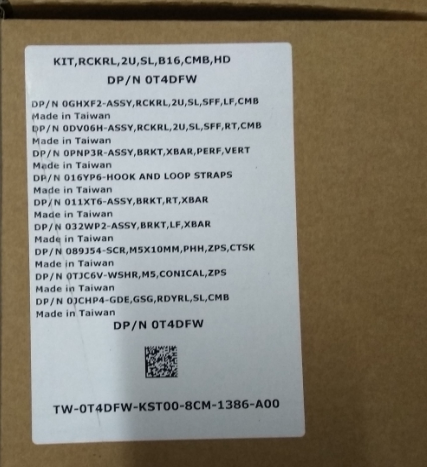 KIT,RCKRL,2U,SL,B16,CMB,HD
DP/N 0T4DFW
DP/N 0GHXF2-ASSY,RCKRL,2U,SL,SFF,LF,CMB
Made in Taiwan
DP/N 0DV06H-ASSY,RCKRL,2U,SL,SFF,RT,CMB
Made in Taiwan
DP/N 0PNP3R-ASSY,BRKT,XBAR,PERF,VERT
Made in Taiwan
DP/N 016YP6-HOOK AND LOOP STRAPS
Made in Taiwan
DP/N 011XT6-ASSY,BRKT,RT,XBAR
Made in Taiwan
DP/N 032WP2-ASSY,BRKT,LF,XBAR
Made in Taiwan
DP/N 089J54-SCR,M5X10MM,PHH,ZPS,CTSK
Made in Taiwan
DP/N 0TJC6V-WSHR,M5,CONICAL,ZPS
Made in Taiwan
DP/N 0JCHP4-GDE,GSG,RDYRL,SL,CMB
Made in Taiwan
DP/N 0T4DFW
TW-0T4DFW-KST00-8CM-1386-A00